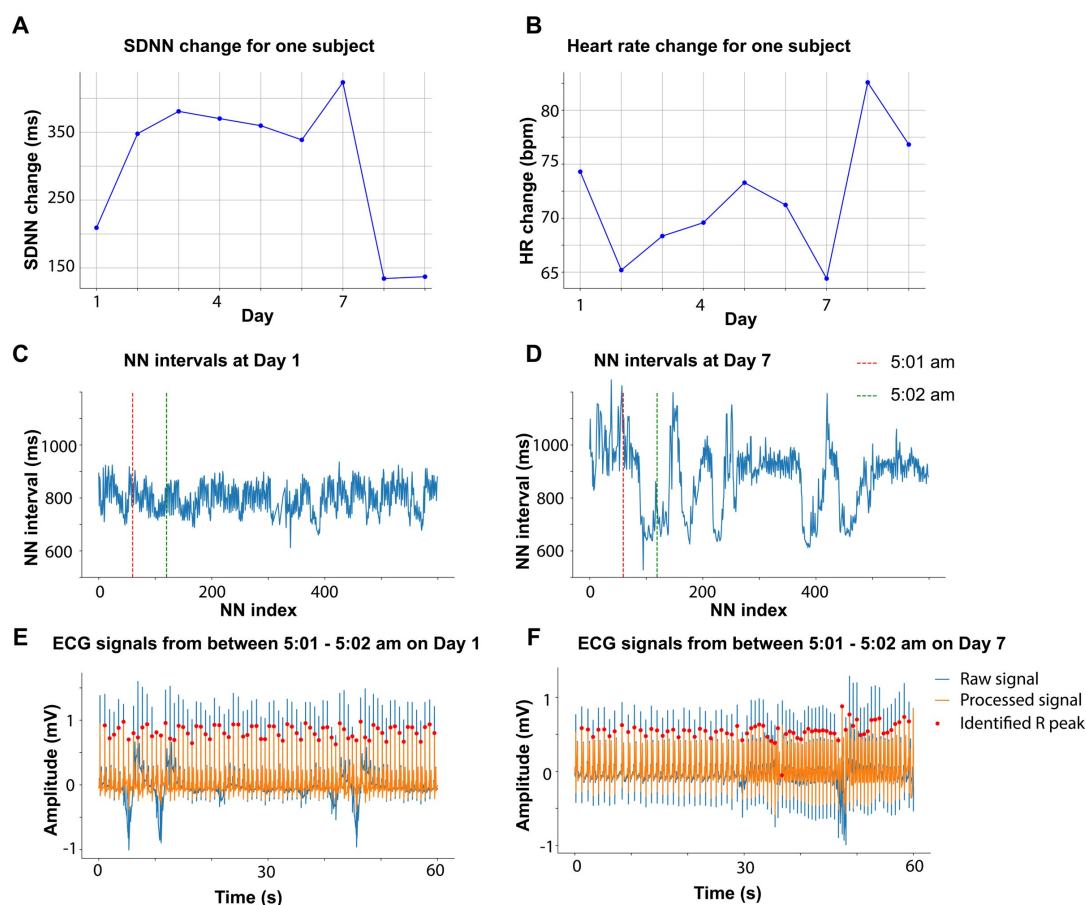 A
SDNN change for one subject
SDNN change (ms)
350
250
150
1
4
7
Day
B
Heart rate change for one subject
HR change (bpm)
80
75
70
65
1
4
7
Day
C
NN intervals at Day 1
NN interval (ms)
1000
800
600
0
200
400
NN index
D
NN intervals at Day 7
5:01 am
5:02 am
NN interval (ms)
1000
800
600
0
200
400
NN index
E
ECG signals from between 5:01 - 5:02 am on Day 1
Amplitude (mV)
1
0
-1
0
30
60
Time (s)
F
ECG signals from between 5:01 - 5:02 am on Day 7
Raw signal
Processed signal
Identified R peak
Amplitude (mV)
1
0
-1
0
30
60
Time (s)